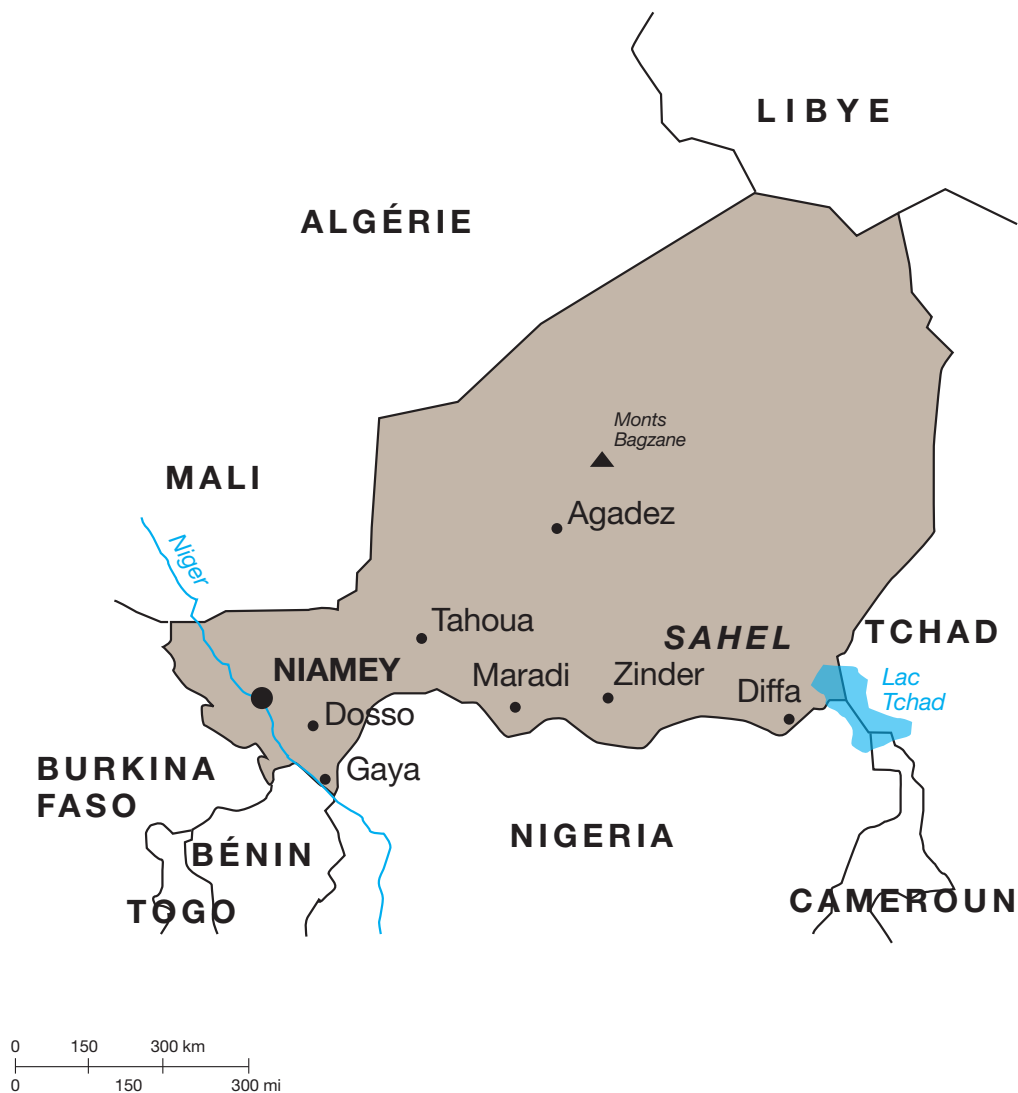 LIBYE
ALGÉRIE
Monts
Bagzane
MALI
Agadez
Niger
Tahoua
SAHEL
TCHAD
NIAMEY
Maradi
Zinder
Diffa
Lac
Tchad
Dosso
BURKINA
FASO
Gaya
NIGERIA
BÉNIN
TOGO
CAMEROUN
0 150 300 km
0 150 300 mi